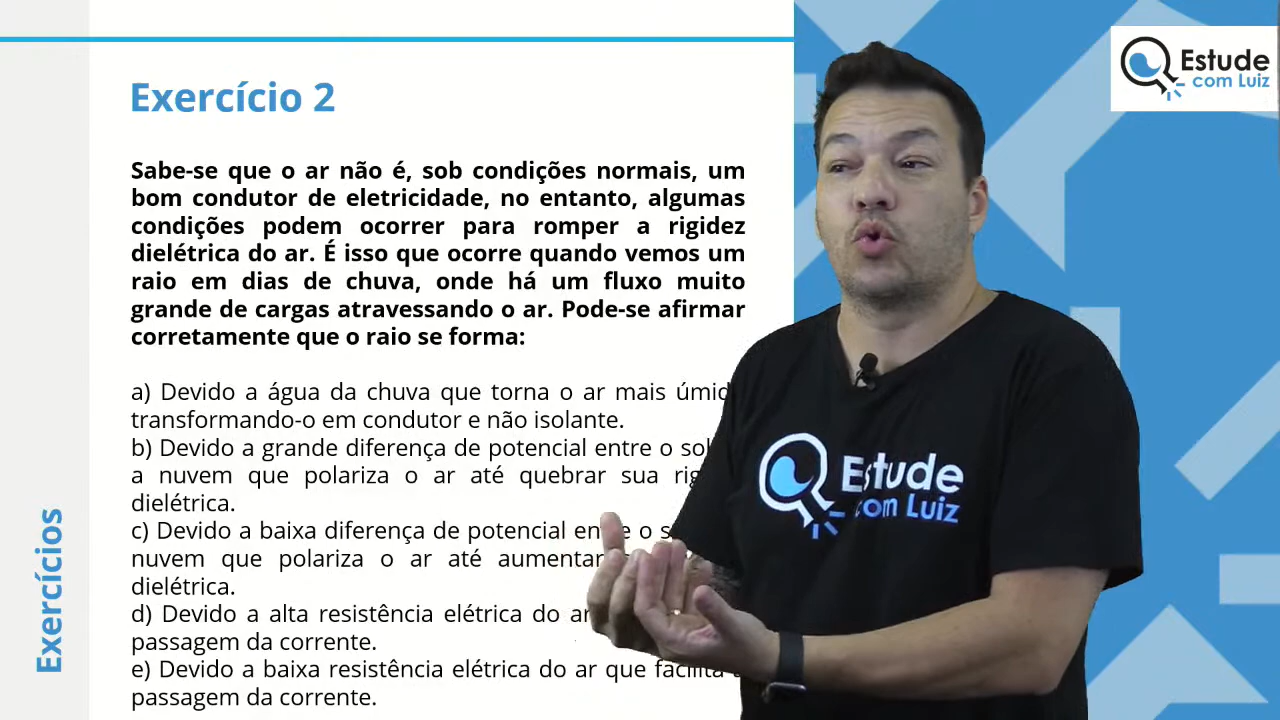 Exercício 2
Sabe-se que o ar não é, sob condições normais, um
bom condutor de eletricidade, no entanto, algumas
condições podem ocorrer para romper a rigidez
dielétrica do ar. É isso que ocorre quando vemos um
raio em dias de chuva, onde há um fluxo muito
grande de cargas atravessando o ar. Pode-se afirmar
corretamente que o raio se forma:
a) Devido a água da chuva que torna o ar mais
transformando-o em condutor e não isolante.
b) Devido a grande diferença de potencial entre o
a nuvem que polariza o ar até quebrar sua
dielétrica.
c) Devido a baixa diferença de potencial o
nuvem que polariza o ar até aumentar
dielétrica.
d) Devido a alta resistência elétrica do ar
passagem da corrente.
e) Devido a baixa resistência elétrica do ar que facilita
passagem da corrente.
Exercícios
Estude
com Luiz
Estude
com Luiz